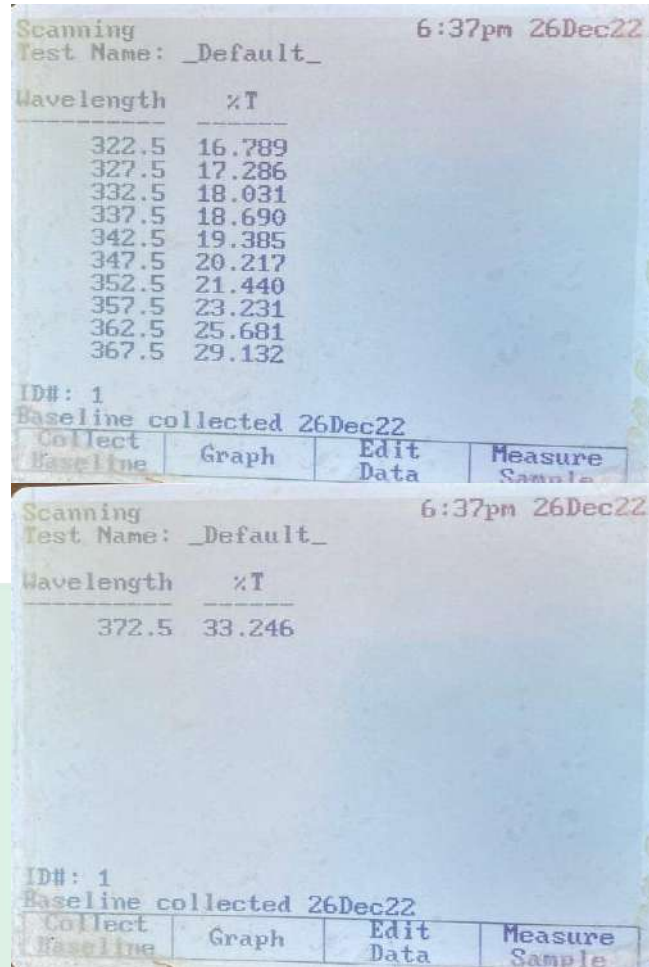 Scanning 6:37pm 26Dec22
Test Name: _Default_
Wavelength %T
322.5 16.789
327.5 17.286
332.5 18.031
337.5 18.690
342.5 19.385
347.5 20.217
352.5 21.440
357.5 23.231
362.5 25.681
367.5 29.132
ID#: 1
Baseline collected 26Dec22
Collect Baseline Graph Edit Data Measure Sample
Scanning 6:37pm 26Dec22
Test Name: _Default_
Wavelength %T
372.5 33.246
ID#: 1
Baseline collected 26Dec22
Collect Baseline Graph Edit Data Measure Sample